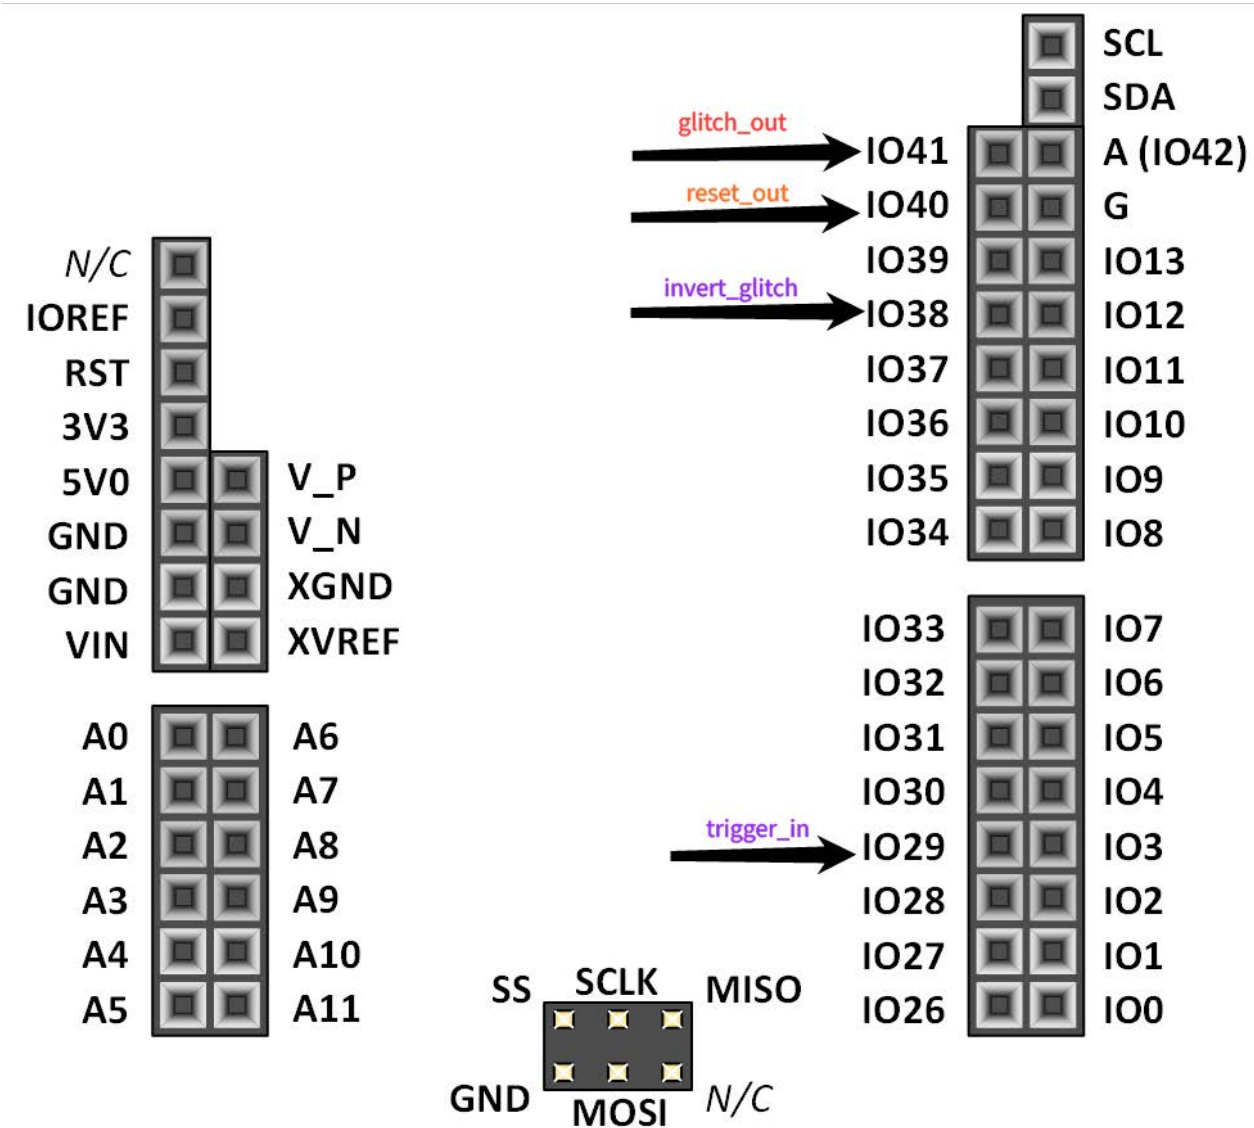 SCL
SDA
glitch_out
IO41
A (IO42)
reset_out
IO40
G
IO39
IO13
invert_glitch
IO38
IO12
IO37
IO11
IO36
IO10
IO35
IO9
IO34
IO8
N/C
IOREF
RST
3V3
5V0
V_P
GND
V_N
GND
XGND
VIN
XVREF
IO33
IO7
IO32
IO6
IO31
IO5
IO30
IO4
trigger_in
IO29
IO3
IO28
IO2
IO27
IO1
IO26
IO0
A0
A6
A1
A7
A2
A8
A3
A9
A4
A10
A5
A11
SS
SCLK
MISO
GND
MOSI
N/C